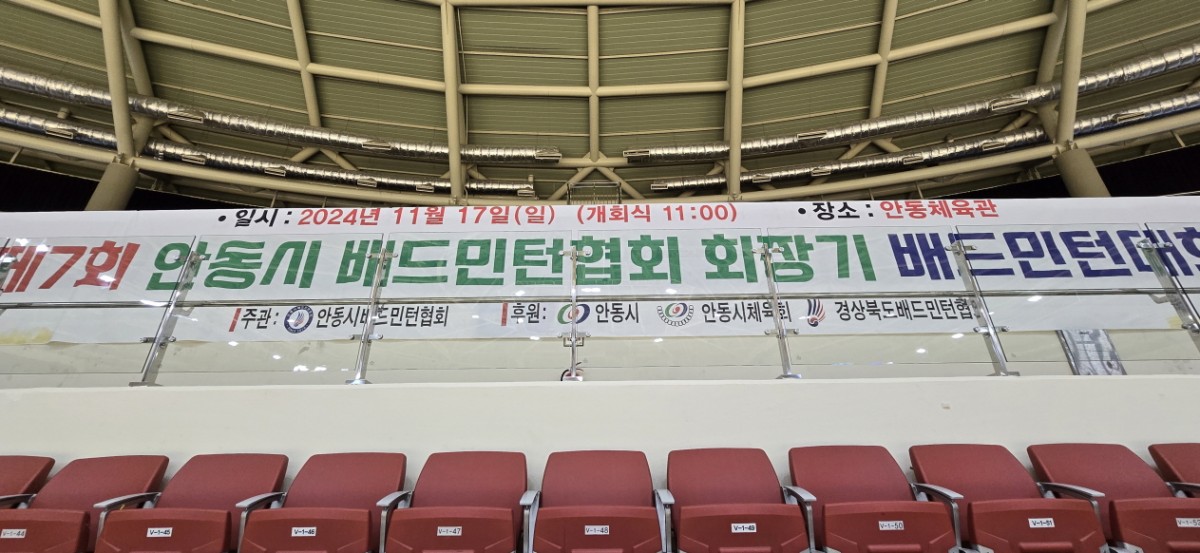 • 일시 : 2024년 11월 17일(일) (개회식 11:00) • 장소 : 안동체육관
제7회 안동시 배드민턴협회 회장기 배드민턴대회
주관 : 안동시배드민턴협회 후원 : 안동시 안동시체육회 경상북도배드민턴협회
V-1-44 V-1-45 V-1-46 V-1-47 V-1-48 V-1-49 V-1-50 V-1-51